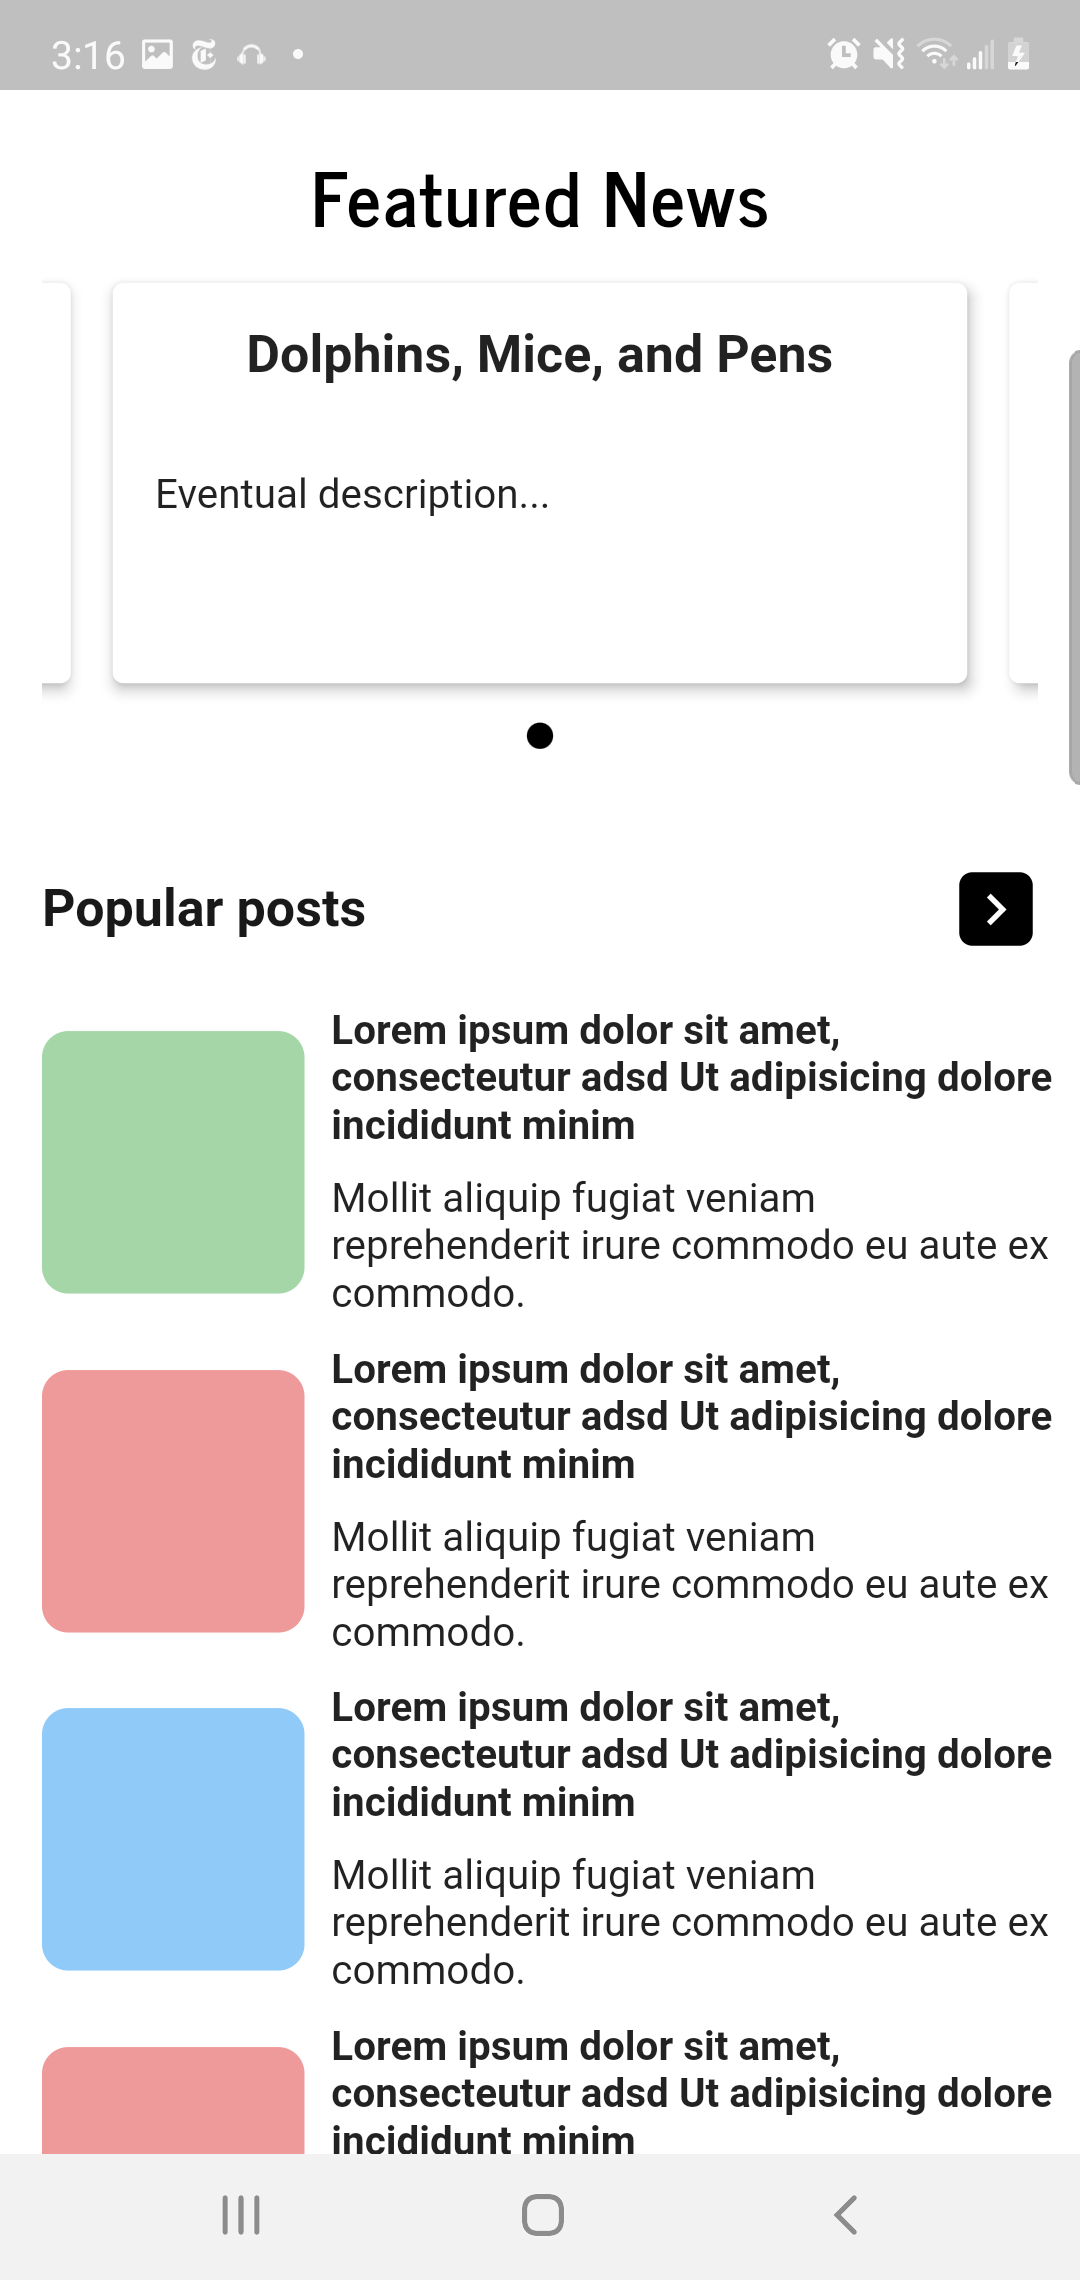 3:16
Featured News
Dolphins, Mice, and Pens
Eventual description...
Popular posts
Lorem ipsum dolor sit amet,
consecteutur adsd Ut adipisicing dolore
incididunt minim
Mollit aliquip fugiat veniam
reprehenderit irure commodo eu aute ex
commodo.
Lorem ipsum dolor sit amet,
consecteutur adsd Ut adipisicing dolore
incididunt minim
Mollit aliquip fugiat veniam
reprehenderit irure commodo eu aute ex
commodo.
Lorem ipsum dolor sit amet,
consecteutur adsd Ut adipisicing dolore
incididunt minim
Mollit aliquip fugiat veniam
reprehenderit irure commodo eu aute ex
commodo.
Lorem ipsum dolor sit amet,
consecteutur adsd Ut adipisicing dolore
incididunt minim